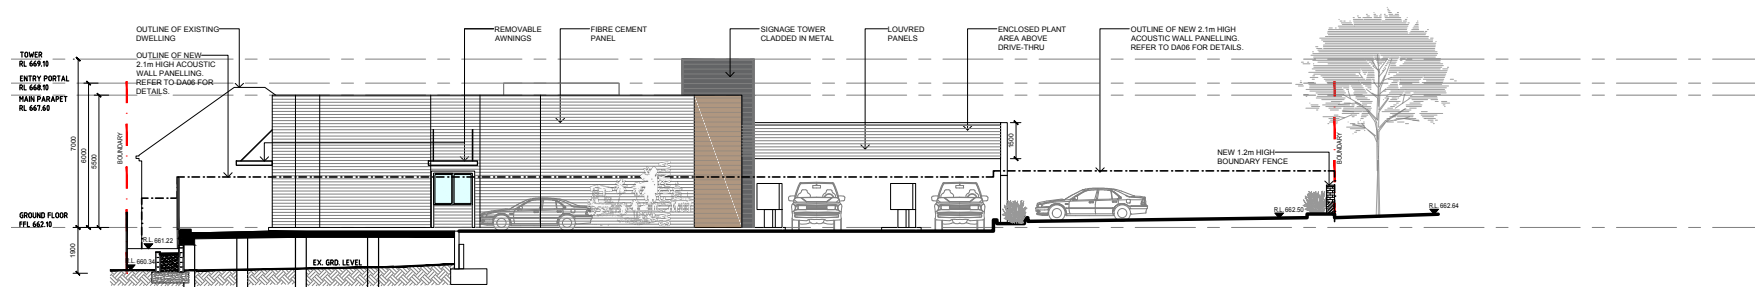 OUTLINE OF EXISTING
DWELLING
OUTLINE OF NEW
2.1m HIGH ACOUSTIC
WALL PANELLING.
REFER TO DA06 FOR
DETAILS.
REMOVABLE
AWNINGS
FIBRE CEMENT
PANEL
SIGNAGE TOWER
CLADDED IN METAL
LOUVRED
PANELS
ENCLOSED PLANT
AREA ABOVE
DRIVE-THRU
OUTLINE OF NEW 2.1m HIGH
ACOUSTIC WALL PANELLING.
REFER TO DA06 FOR DETAILS.
TOWER
RL 669.10
ENTRY PORTAL
RL 668.10
MAIN PARAPET
RL 667.60
7000
6000
5500
BOUNDARY
1500
NEW 1.2m HIGH
BOUNDARY FENCE
BOUNDARY
GROUND FLOOR
FFL 662.10
1900
R.L. 661.22
R.L. 660.34
EX. GRD. LEVEL
R.L. 662.50
R.L. 662.64